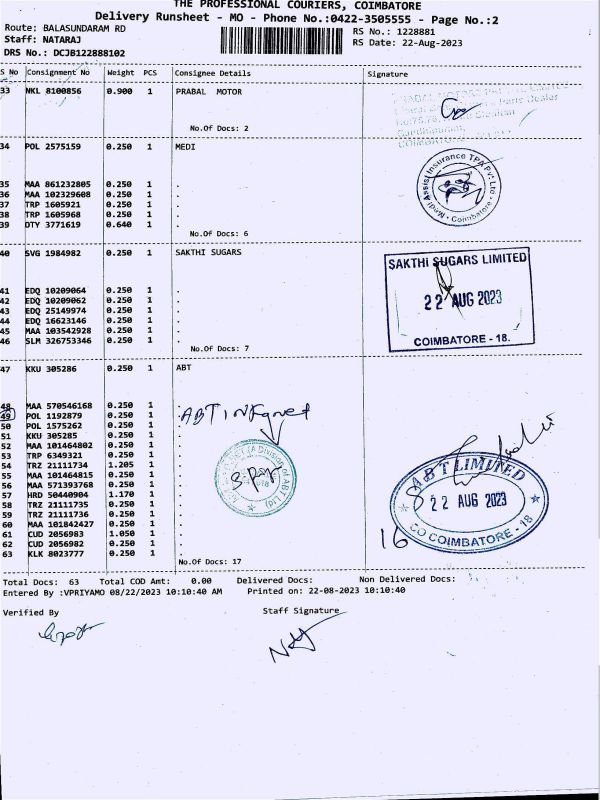 THE PROFESSIONAL COURIERS, COIMBATORE
Delivery Runsheet - MO - Phone No.:0422-3505555 - Page No.:2
Route: BALASUNDARAM RD
RS No.: 1228881
Staff: NATARAJ
RS Date: 22-Aug-2023
DRS No.: DCJB122888102
S No Consignment No Weight PCS Consignee Details Signature
33 NKL 8100856 0.900 1 PRABAL MOTOR
No.Of Docs: 2
34 POL 2575159 0.250 1 MEDI
35 MAA 861232805 0.250 1 .
36 MAA 102329608 0.250 1 .
37 TRP 1605921 0.250 1 .
38 TRP 1605968 0.250 1 .
39 DTY 3771619 0.640 1 .
No.Of Docs: 6
Medi Assist Insurance TPA Pvt Ltd
Coimbatore
40 SVG 1984982 0.250 1 SAKTHI SUGARS
41 EDQ 10209064 0.250 1 .
42 EDQ 10209062 0.250 1 .
43 EDQ 25149974 0.250 1 .
44 EDQ 16623146 0.250 1 .
45 MAA 103542928 0.250 1 .
46 SLM 326753346 0.250 1 .
No.Of Docs: 7
SAKTHI SUGARS LIMITED
22 AUG 2023
COIMBATORE - 18.
47 KKU 305286 0.250 1 ABT
48 MAA 570546168 0.250 1 .
49 POL 1192879 0.250 1 .
50 POL 1575262 0.250 1 .
51 KKU 305285 0.250 1 .
52 MAA 101464802 0.250 1 .
53 TRP 6349321 0.250 1 .
54 TRZ 21111734 1.205 1 .
55 MAA 101464815 0.250 1 .
56 MAA 571393768 0.250 1 .
57 HRD 50440904 1.170 1 .
58 TRZ 21111735 0.250 1 .
59 TRZ 21111736 0.250 1 .
60 MAA 101842427 0.250 1 .
61 CUD 2056983 1.050 1 .
62 CUD 2056982 0.250 1 .
63 KLK 8023777 0.250 1 .
No.Of Docs: 17
(A Division of ABT Ltd)
ABT LIMITED
22 AUG 2023
COIMBATORE - 18
16
Total Docs: 63 Total COD Amt: 0.00 Delivered Docs: Non Delivered Docs:
Entered By :VPRIYAMO 08/22/2023 10:10:40 AM Printed on: 22-08-2023 10:10:40
Verified By Staff Signature